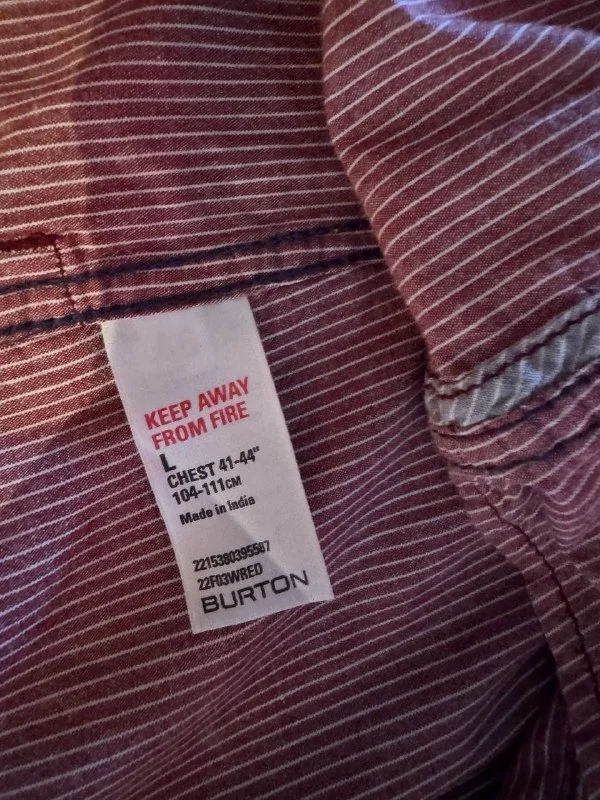 KEEP AWAY
FROM FIRE
L
CHEST 41-44"
104-111CM
Made in India
2215380395587
22F03WRED
BURTON